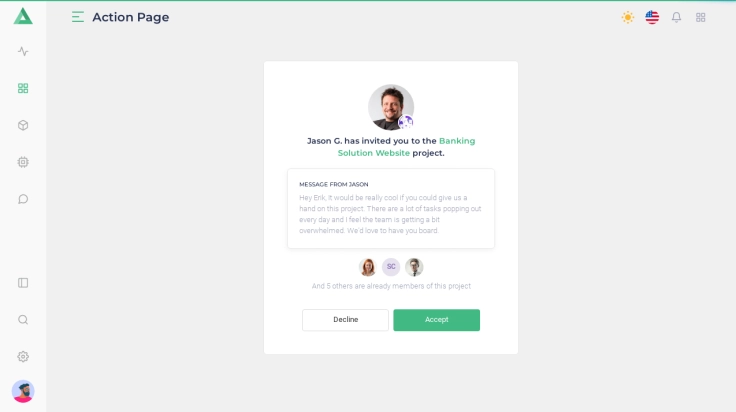 Action Page
Jason G. has invited you to the Banking
Solution Website project.
MESSAGE FROM JASON
Hey Erik, it would be really cool if you could give us a
hand on this project. There are a lot of tasks popping out
every day and i feel the team is getting a bit
overwhelmed. We'd love to have you board.
SC
And 5 others are already members of this project
Decline
Accept